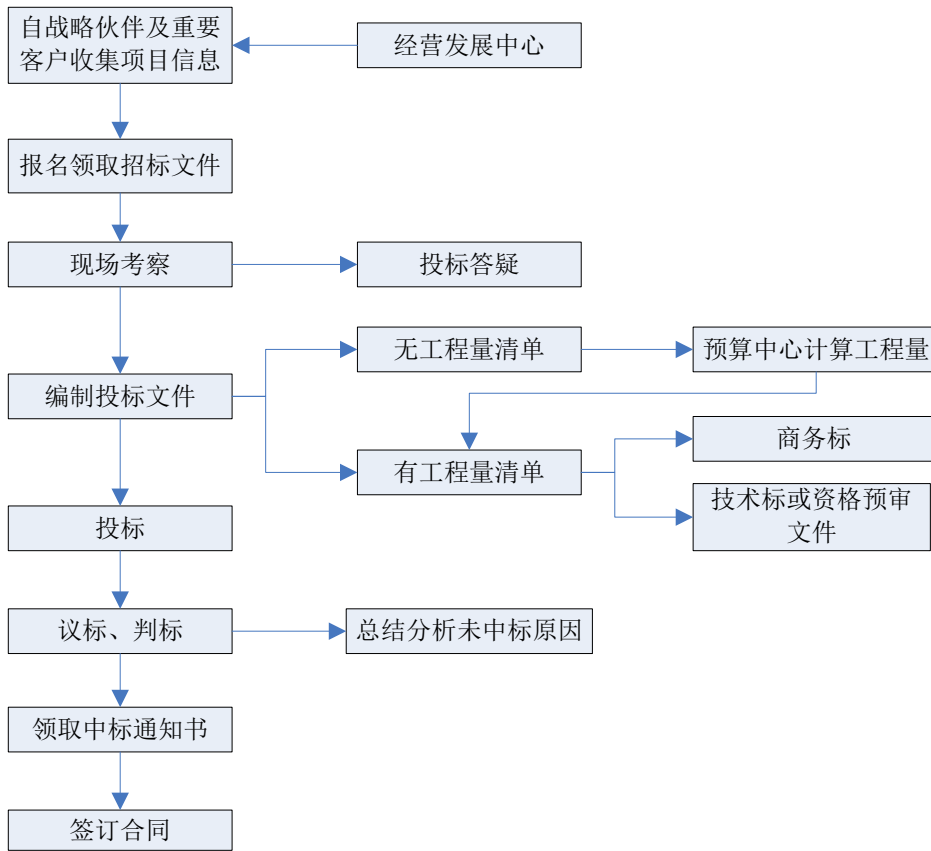 自战略伙伴及重要
客户收集项目信息
经营发展中心
报名领取招标文件
现场考察
投标答疑
无工程量清单
预算中心计算工程量
编制投标文件
有工程量清单
商务标
技术标或资格预审
文件
投标
议标、判标
总结分析未中标原因
领取中标通知书
签订合同